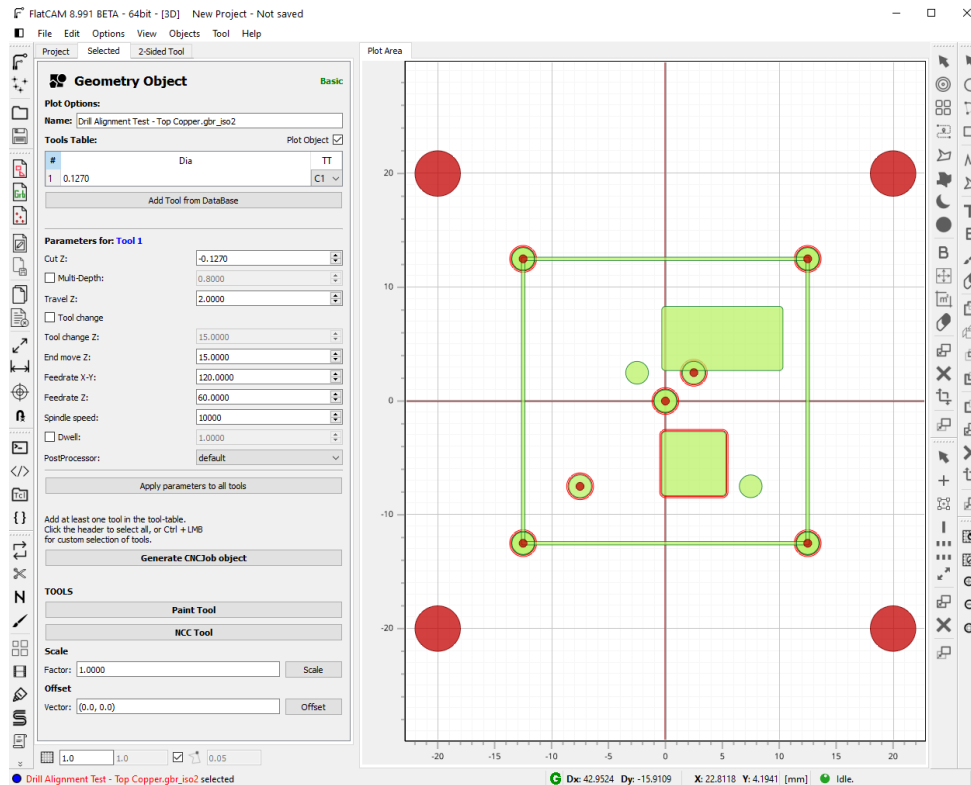 FlatCAM 8.991 BETA - 64bit - [3D] New Project - Not saved
File Edit Options View Objects Tool Help
Project Selected 2-Sided Tool
Plot Area
Geometry Object Basic
Plot Options:
Name: Drill Alignment Test - Top Copper.gbr_iso2
Tools Table: Plot Object
# Dia TT
1 0.1270 C1
Add Tool from DataBase
Parameters for: Tool 1
Cut Z: -0.1270
Multi-Depth: 0.8000
Travel Z: 2.0000
Tool change
Tool change Z: 15.0000
End move Z: 15.0000
Feedrate X-Y: 120.0000
Feedrate Z: 60.0000
Spindle speed: 10000
Dwell: 1.0000
PostProcessor: default
Apply parameters to all tools
Add at least one tool in the tool-table.
Click the header to select all, or Ctrl + LMB
for custom selection of tools.
Generate CNCJob object
TOOLS
Paint Tool
NCC Tool
Scale
Factor: 1.0000 Scale
Offset
Vector: (0.0, 0.0) Offset
1.0 1.0 0.05
20
10
0
-10
-20
-20 -15 -10 -5 0 5 10 15 20
Grb
Tcl
N
B
T
Drill Alignment Test - Top Copper.gbr_iso2 selected
Dx: 42.9524 Dy: -15.9109 X: 22.8118 Y: 4.1941 [mm] Idle.